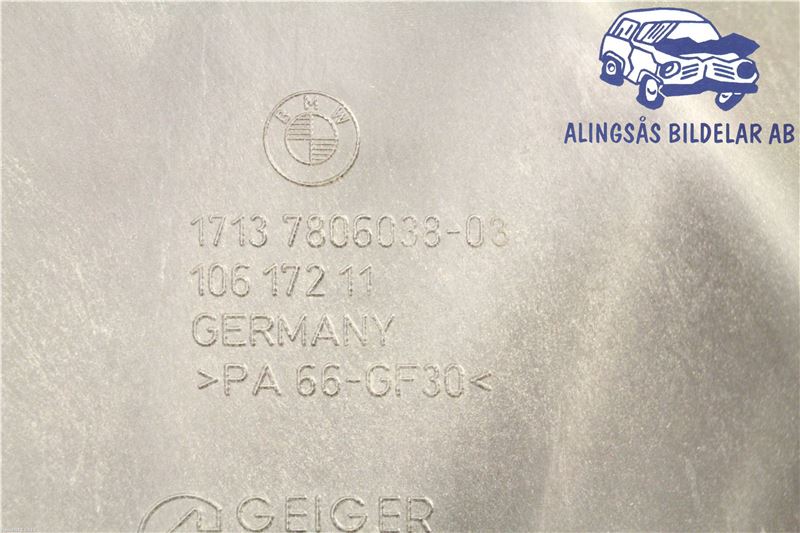 ALINGSÅS BILDELAR AB
BMW
1713 7806038-03
106 172 11
GERMANY
>PA 66-GF30<
GEIGER